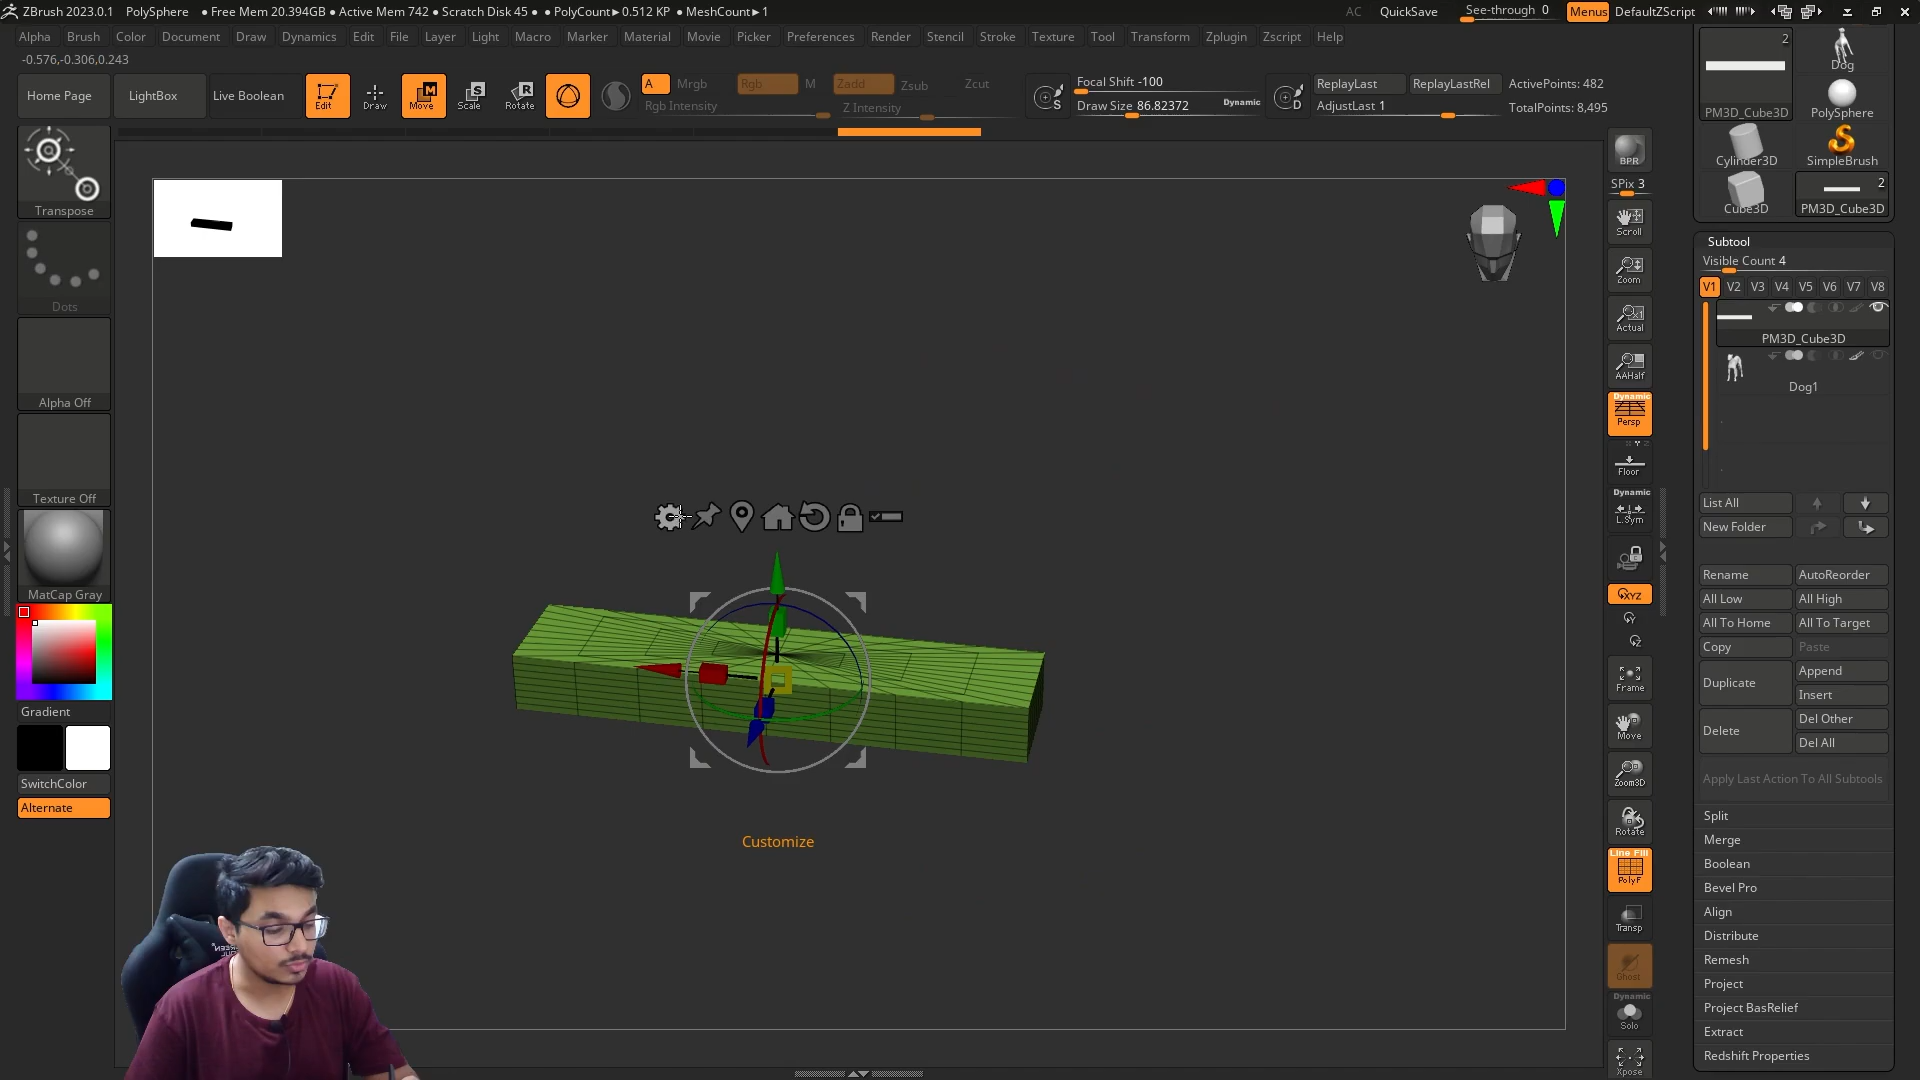 ZBrush 2023.0.1 PolySphere • Free Mem 20.394GB • Active Mem 742 • Scratch Disk 45 • • PolyCount▸0.512 KP • MeshCount▸1 AC QuickSave See-through 0 Menus DefaultZScript
Alpha Brush Color Document Draw Dynamics Edit File Layer Light Macro Marker Material Movie Picker Preferences Render Stencil Stroke Texture Tool Transform Zplugin Zscript Help
-0.576,-0.306,0.243
Home Page LightBox Live Boolean Edit Draw Move Scale Rotate
A Mrgb Rgb M Zadd Zsub Zcut
Rgb Intensity Z Intensity
Focal Shift -100
Draw Size 86.82372 Dynamic
ReplayLast ReplayLastRel ActivePoints: 482
AdjustLast 1 TotalPoints: 8,495
Transpose
Dots
Alpha Off
Texture Off
MatCap Gray
Gradient
SwitchColor
Alternate
Customize
BPR
SPix 3
Scroll
Zoom
Actual
AAHalf
Dynamic
Persp
Floor
Dynamic
L.Sym
XYZ
Frame
Move
Zoom3D
Rotate
Line Fill
PolyF
Transp
Ghost
Dynamic
Solo
Xpose
2
Dog
PM3D_Cube3D PolySphere
Cylinder3D SimpleBrush
2
Cube3D PM3D_Cube3D
Subtool
Visible Count 4
V1 V2 V3 V4 V5 V6 V7 V8
PM3D_Cube3D
Dog1
List All
New Folder
Rename AutoReorder
All Low All High
All To Home All To Target
Copy Paste
Duplicate Append
Insert
Delete Del Other
Del All
Apply Last Action To All Subtools
Split
Merge
Boolean
Bevel Pro
Align
Distribute
Remesh
Project
Project BasRelief
Extract
Redshift Properties